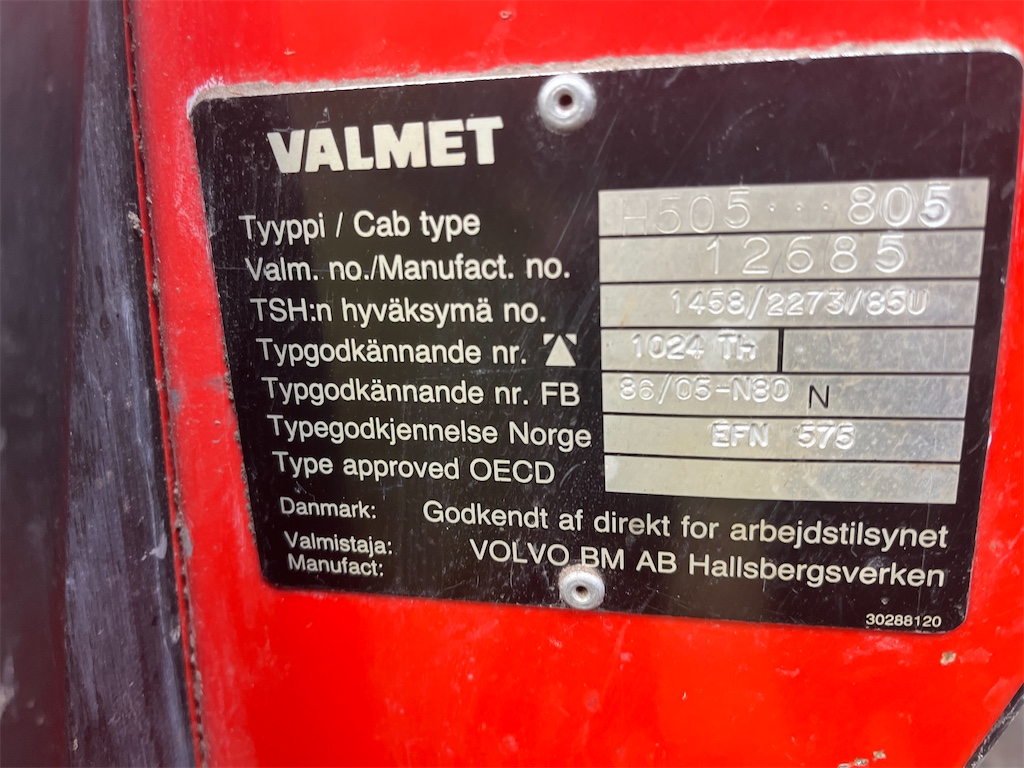 VALMET
Tyyppi / Cab type H505 ··· 805
Valm. no./Manufact. no. 12685
TSH:n hyväksymä no. 1458/2273/85U
Typgodkännande nr. 1024 Th
Typgodkännande nr. FB 86/05-N80 N
Typegodkjennelse Norge EFN 575
Type approved OECD
Danmark: Godkendt af direkt for arbejdstilsynet
Valmistaja: VOLVO BM AB Hallsbergsverken
Manufact:
30288120